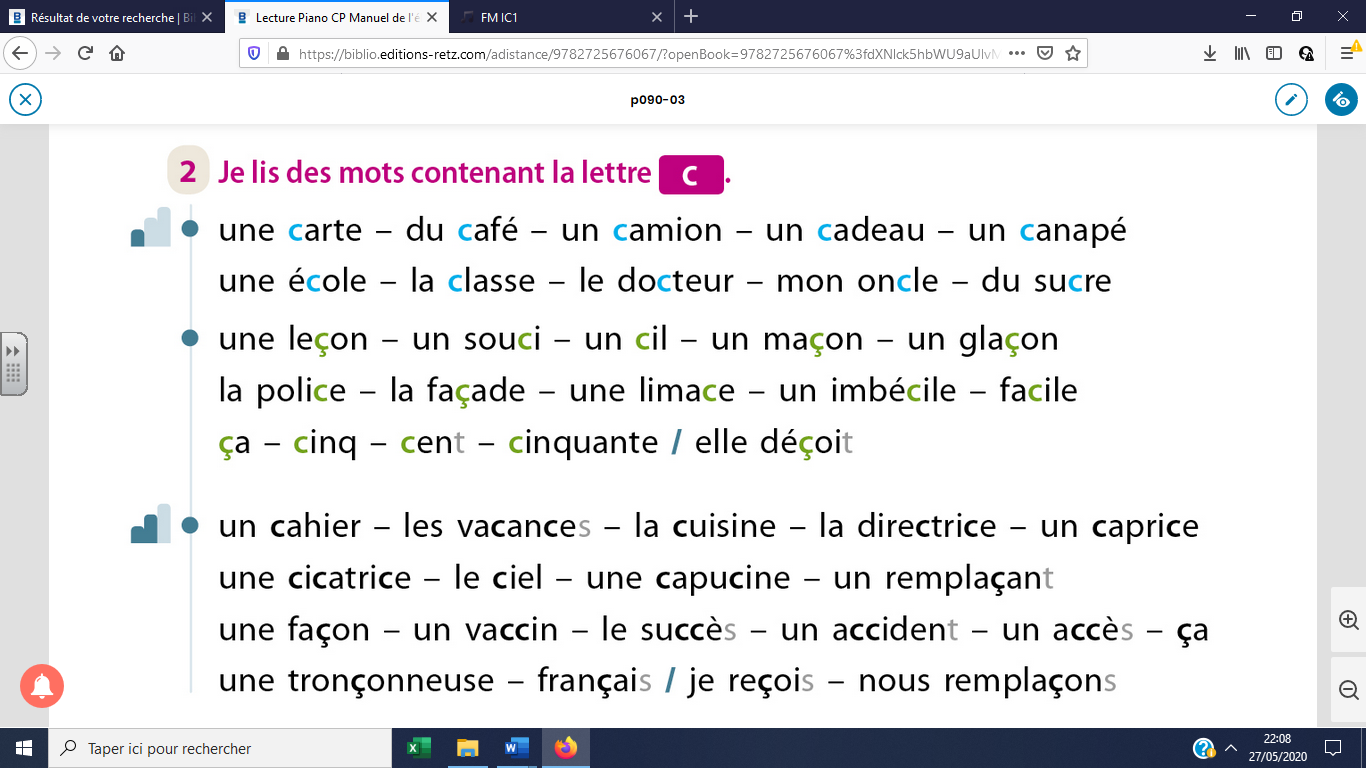 Résultat de votre recherche | Bi
Lecture Piano CP Manuel de l'é
FM IC1
https://biblio.editions-retz.com/adistance/9782725676067/?openBook=9782725676067%3fdXNlck5hbWU9aUlvM
p090-03
2 Je lis des mots contenant la lettre c.
une carte – du café – un camion – un cadeau – un canapé
une école – la classe – le docteur – mon oncle – du sucre
une leçon – un souci – un cil – un maçon – un glaçon
la police – la façade – une limace – un imbécile – facile
ça – cinq – cent – cinquante / elle déçoit
un cahier – les vacances – la cuisine – la directrice – un caprice
une cicatrice – le ciel – une capucine – un remplaçant
une façon – un vaccin – le succès – un accident – un accès – ça
une tronçonneuse – français / je reçois – nous remplaçons
Taper ici pour rechercher
22:08
27/05/2020